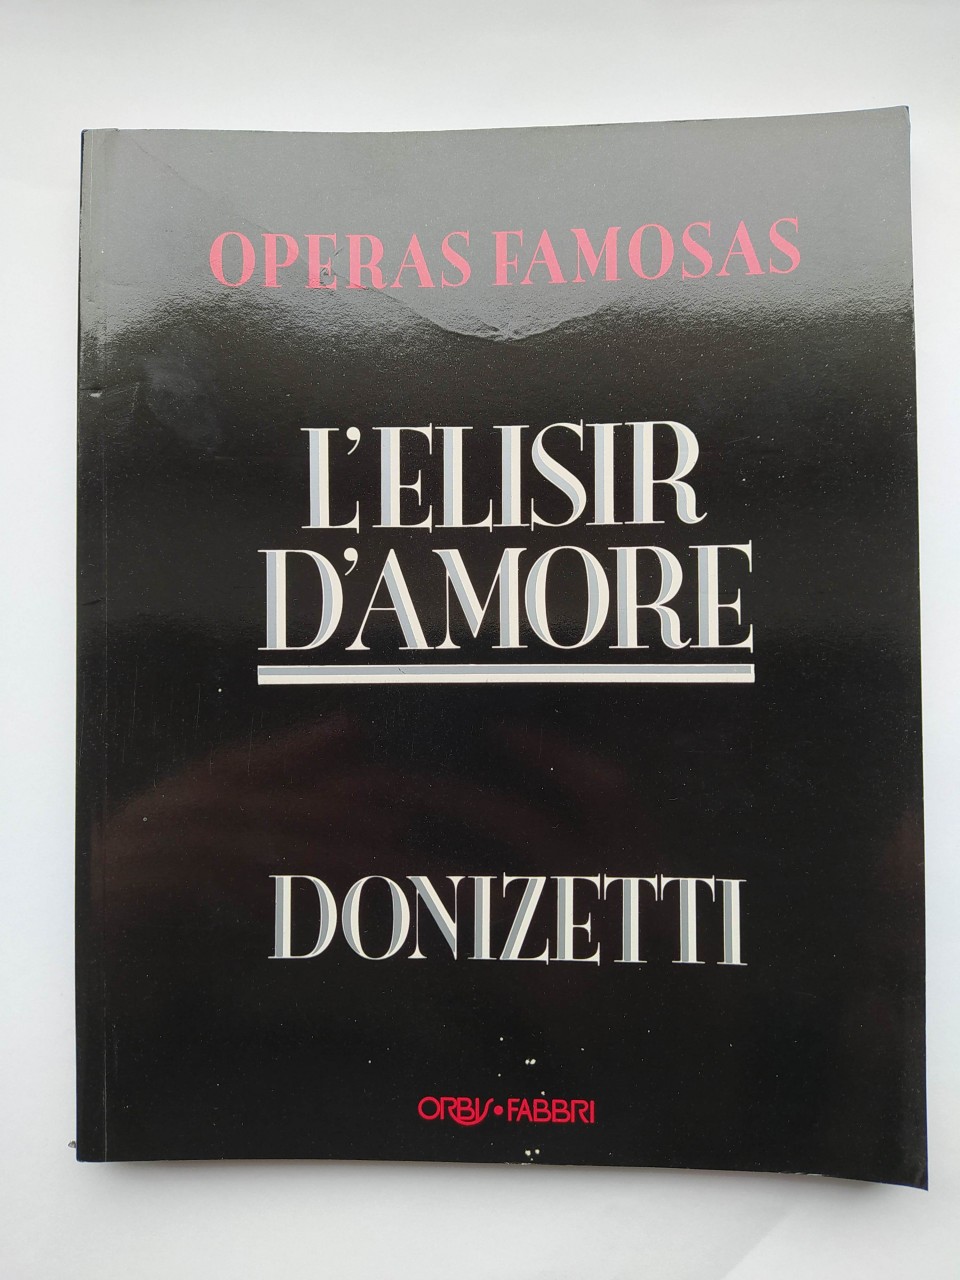 OPERAS FAMOSAS
L'ELISIR
D'AMORE
DONIZETTI
ORBIS•FABBRI